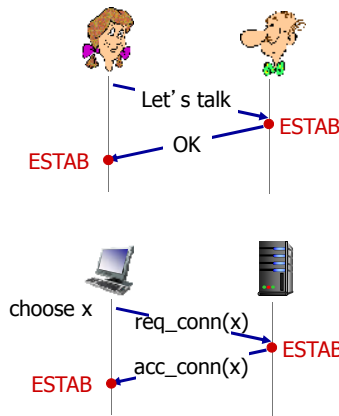 Let's talk
ESTAB
OK
ESTAB
choose x
req_conn(x)
ESTAB
acc_conn(x)
ESTAB